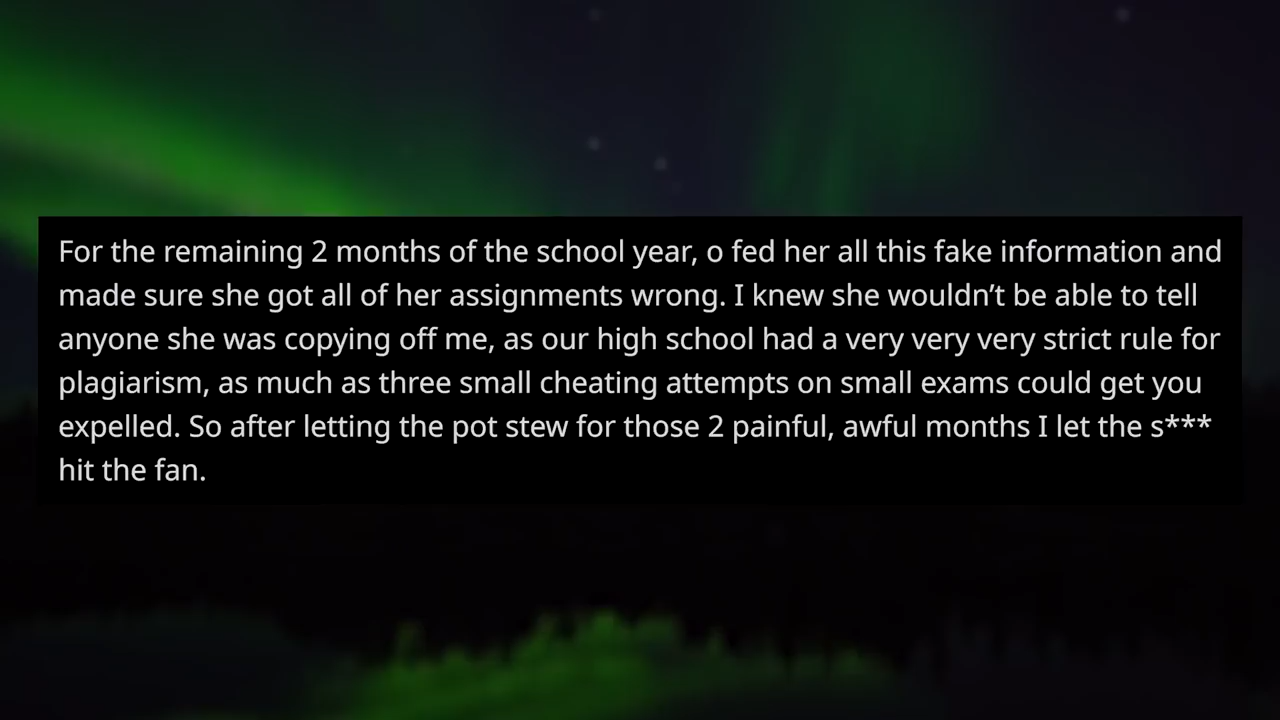 For the remaining 2 months of the school year, o fed her all this fake information and
made sure she got all of her assignments wrong. I knew she wouldn’t be able to tell
anyone she was copying off me, as our high school had a very very very strict rule for
plagiarism, as much as three small cheating attempts on small exams could get you
expelled. So after letting the pot stew for those 2 painful, awful months I let the s***
hit the fan.